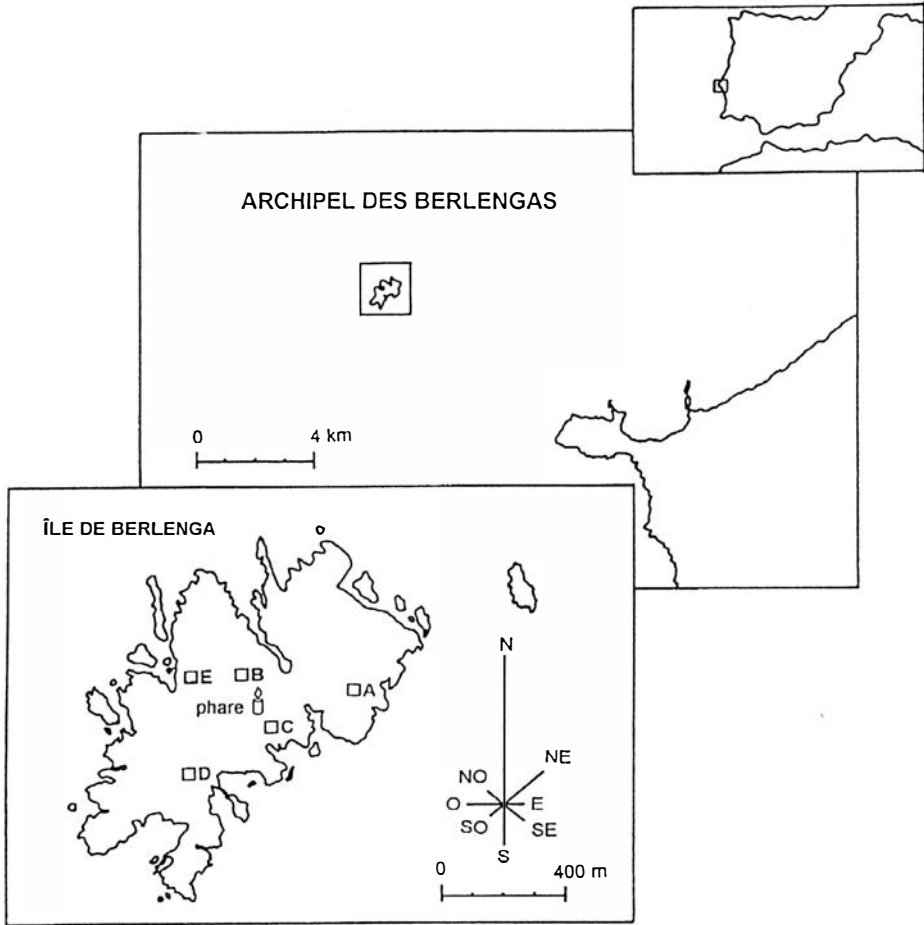 ARCHIPEL DES BERLENGAS
0 4 km
ÎLE DE BERLENGA
E B
A
phare
C
D
N
NE
NO
O E
SO SE
S
0 400 m